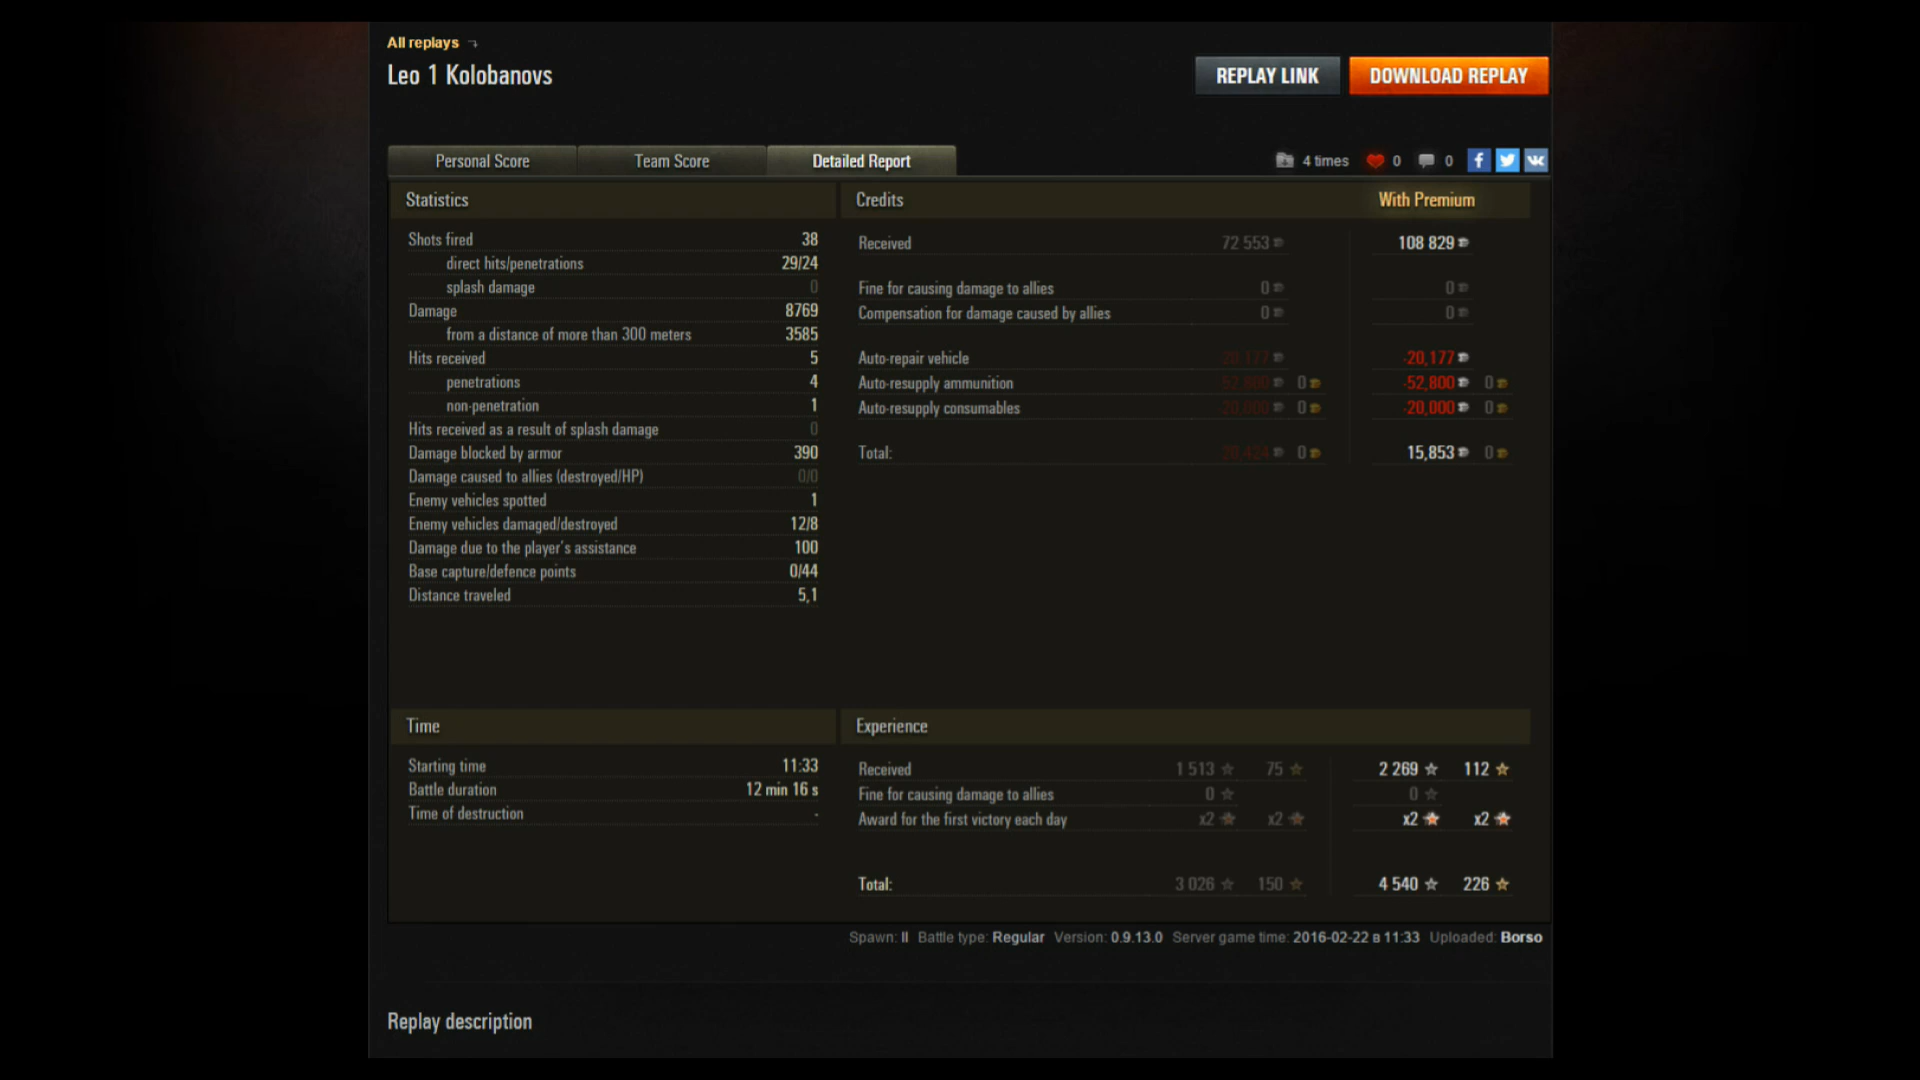 All replays
Leo 1 Kolobanovs
REPLAY LINK
DOWNLOAD REPLAY
Personal Score
Team Score
Detailed Report
4 times
0
0
Statistics
Shots fired 38
direct hits/penetrations 29/24
splash damage 0
Damage 8769
from a distance of more than 300 meters 3585
Hits received 5
penetrations 4
non-penetration 1
Hits received as a result of splash damage 0
Damage blocked by armor 390
Damage caused to allies (destroyed/HP) 0/0
Enemy vehicles spotted 1
Enemy vehicles damaged/destroyed 12/8
Damage due to the player's assistance 100
Base capture/defence points 0/44
Distance traveled 5,1
Credits With Premium
Received 72 553 108 829
Fine for causing damage to allies 0 0
Compensation for damage caused by allies 0 0
Auto-repair vehicle -20,177 -20,177
Auto-resupply ammunition -52,800 0 -52,800 0
Auto-resupply consumables -20,000 0 -20,000 0
Total: 0 15,853 0
Time
Starting time 11:33
Battle duration 12 min 16 s
Time of destruction -
Experience
Received 1 513 75 2 269 112
Fine for causing damage to allies 0 0
Award for the first victory each day x2 x2 x2 x2
Total: 3 026 150 4 540 226
Spawn: II Battle type: Regular Version: 0.9.13.0 Server game time: 2016-02-22 в 11:33 Uploaded: Borso
Replay description